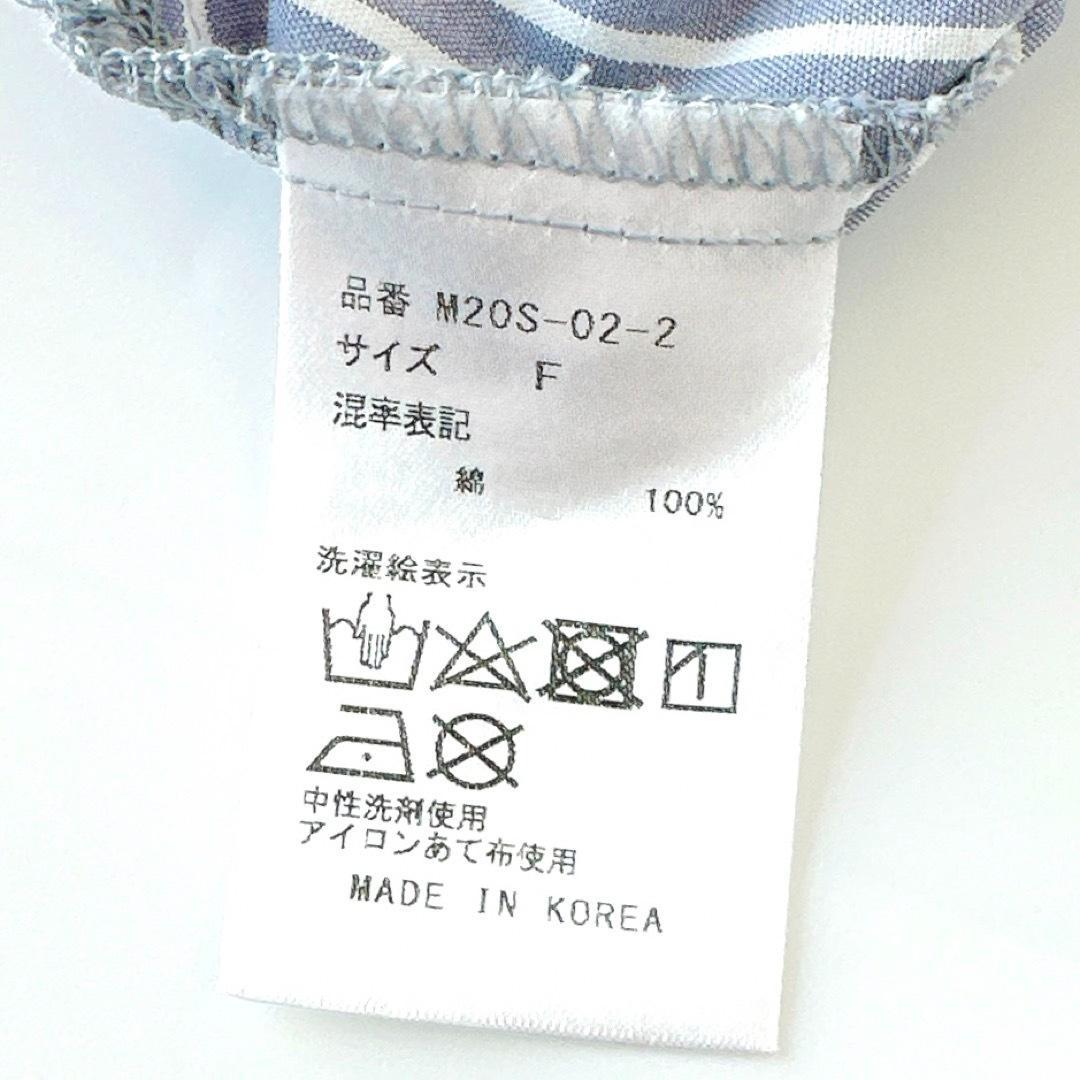 品番 M20S-02-2
サイズ F
混率表記
綿 100%
洗濯絵表示
中性洗剤使用
アイロンあて布使用
MADE IN KOREA